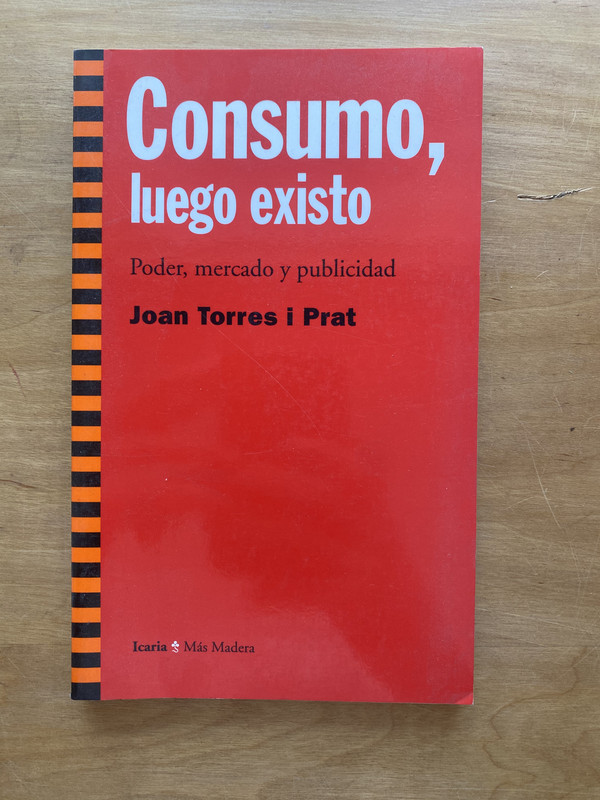 Consumo,
luego existo
Poder, mercado y publicidad
Joan Torres i Prat
Icaria Más Madera